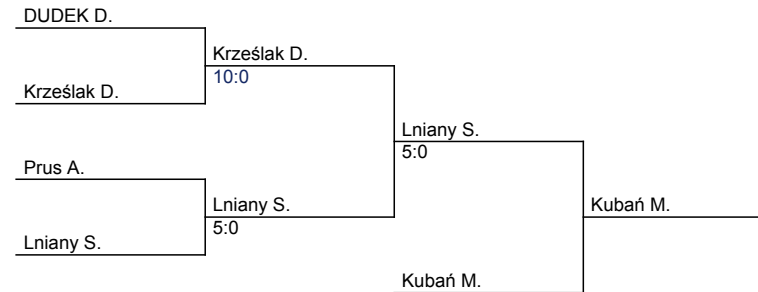 DUDEK D.
Krześlak D.
10:0
Krześlak D.
Lniany S.
5:0
Prus A.
Lniany S.
5:0
Kubań M.
Lniany S.
Kubań M.